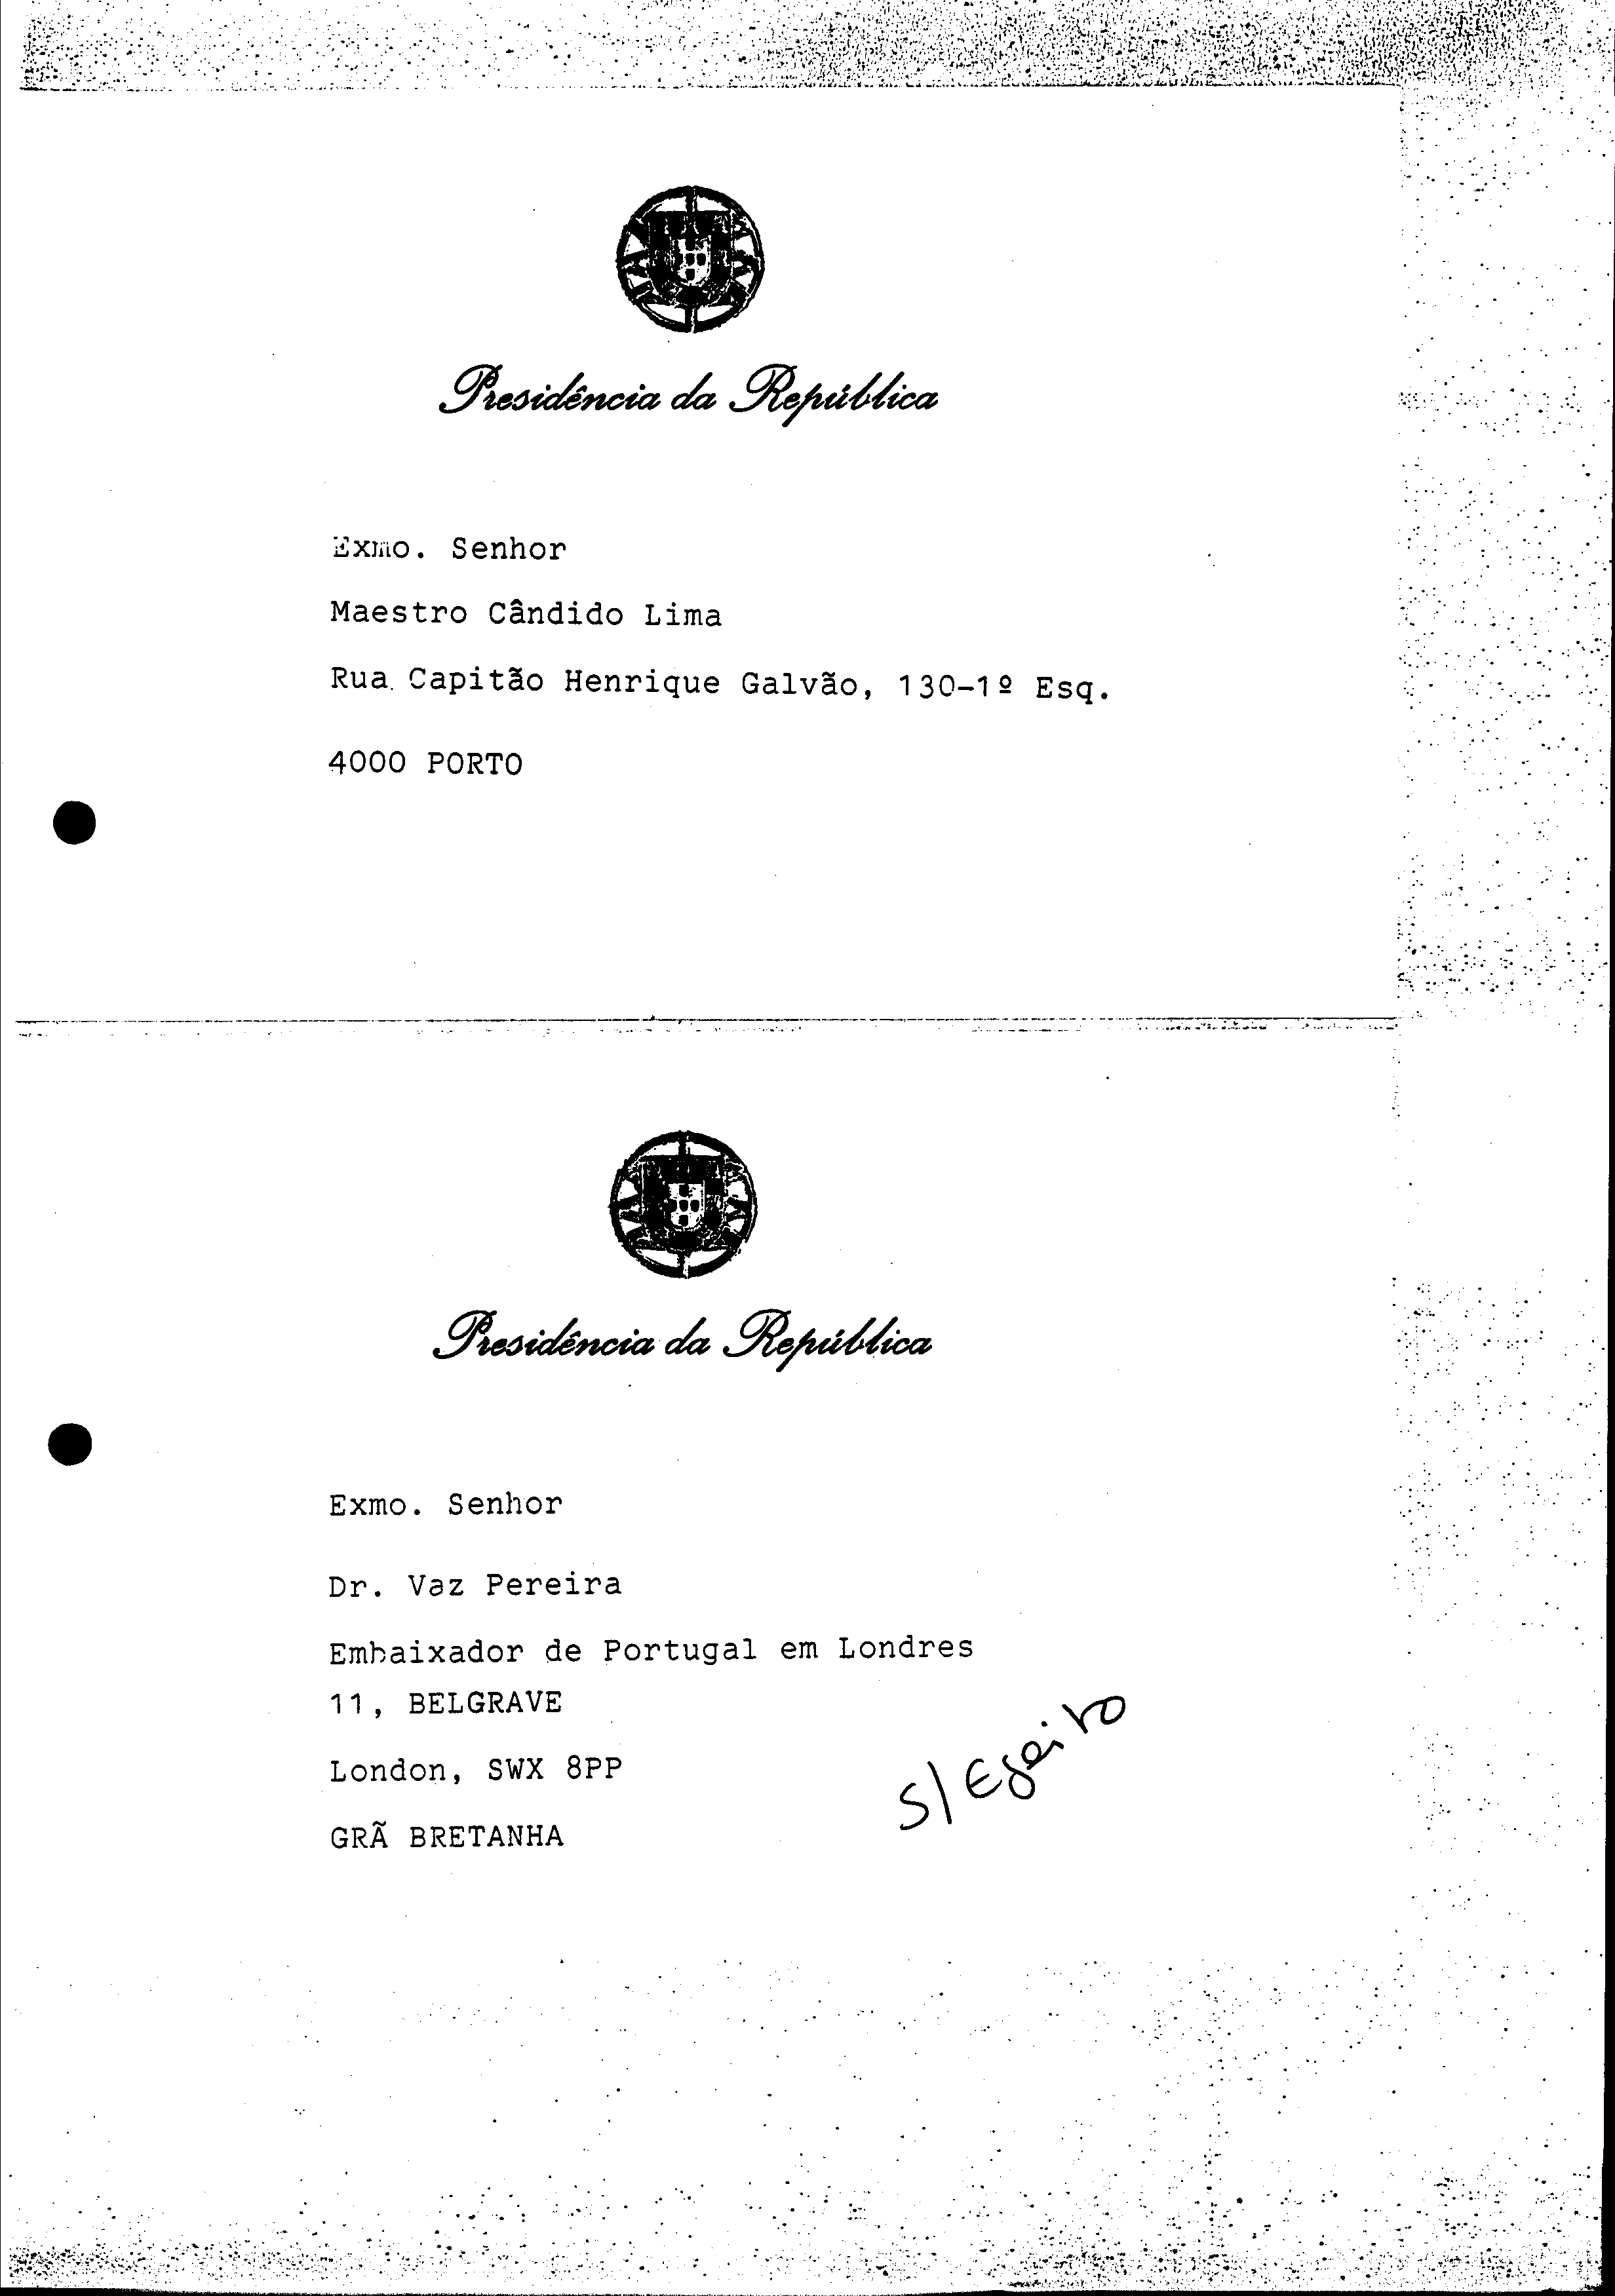 Presidência da República
Exmo. Senhor
Maestro Cândido Lima
Rua Capitão Henrique Galvão, 130-1º Esq.
4000 PORTO
Presidência da República
Exmo. Senhor
Dr. Vaz Pereira
Embaixador de Portugal em Londres
11, BELGRAVE
London, SWX 8PP
GRÃ BRETANHA
S/ Efeito